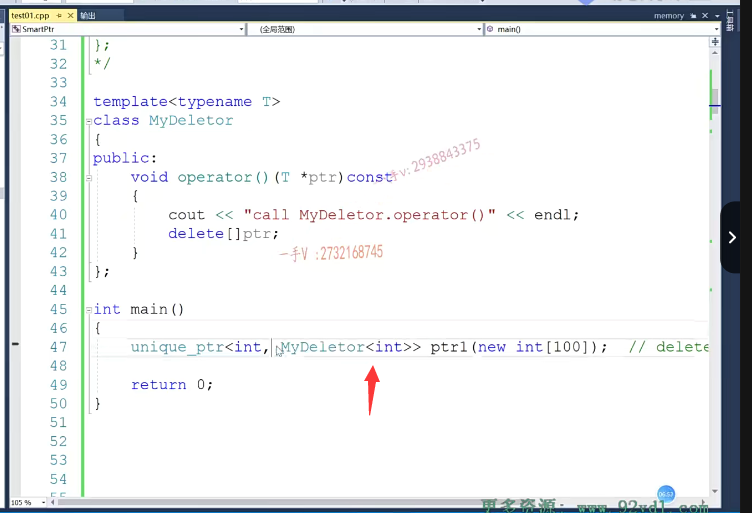 test01.cpp 输出 memory
SmartPtr (全局范围) main()
31 };
32 */
33
34 template<typename T>
35 class MyDeletor
36 {
37 public:
38 void operator()(T *ptr)const
v:2938843375
39 {
40 cout << "call MyDeletor.operator()" << endl;
41 delete[]ptr;
42 }
一手V :2732168745
43 };
44
45 int main()
46 {
47 unique_ptr<int, MyDeletor<int>> ptr1(new int[100]); // delete
48
49 return 0;
50 }
51
52
53
54
105 %
更多资源: www.92xdl.com